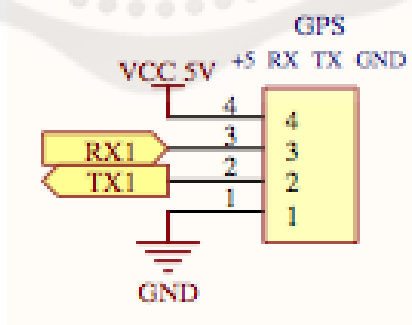 GPS
VCC 5V +5 RX TX GND
4 4
RX1 3 3
TX1 2 2
1 1
GND